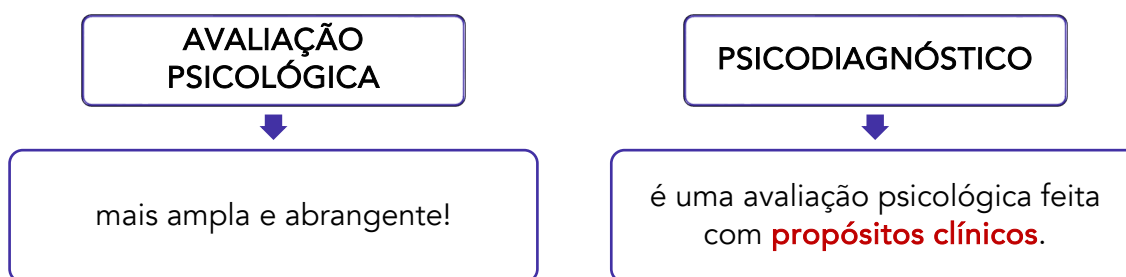 AVALIAÇÃO
PSICOLÓGICA
mais ampla e abrangente!
PSICODIAGNÓSTICO
é uma avaliação psicológica feita
com propósitos clínicos.